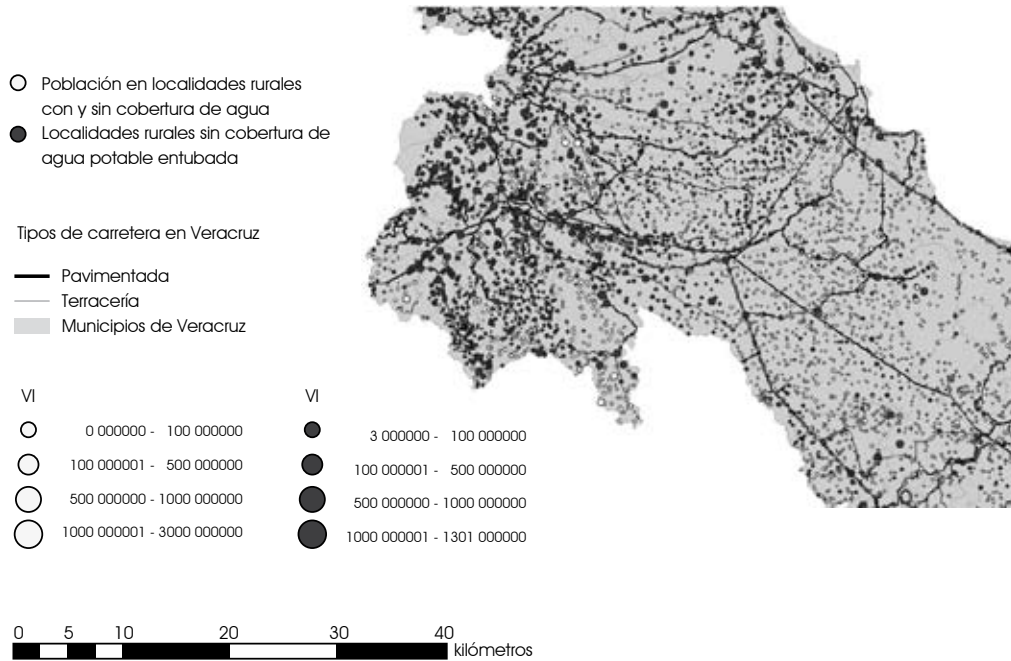 Población en localidades rurales
con y sin cobertura de agua
Localidades rurales sin cobertura de
agua potable entubada
Tipos de carretera en Veracruz
Pavimentada
Terracería
Municipios de Veracruz
VI
0 000000 - 100 000000
100 000001 - 500 000000
500 000000 - 1000 000000
1000 000001 - 3000 000000
VI
3 000000 - 100 000000
100 000001 - 500 000000
500 000000 - 1000 000000
1000 000001 - 1301 000000
0 5 10 20 30 40
kilómetros